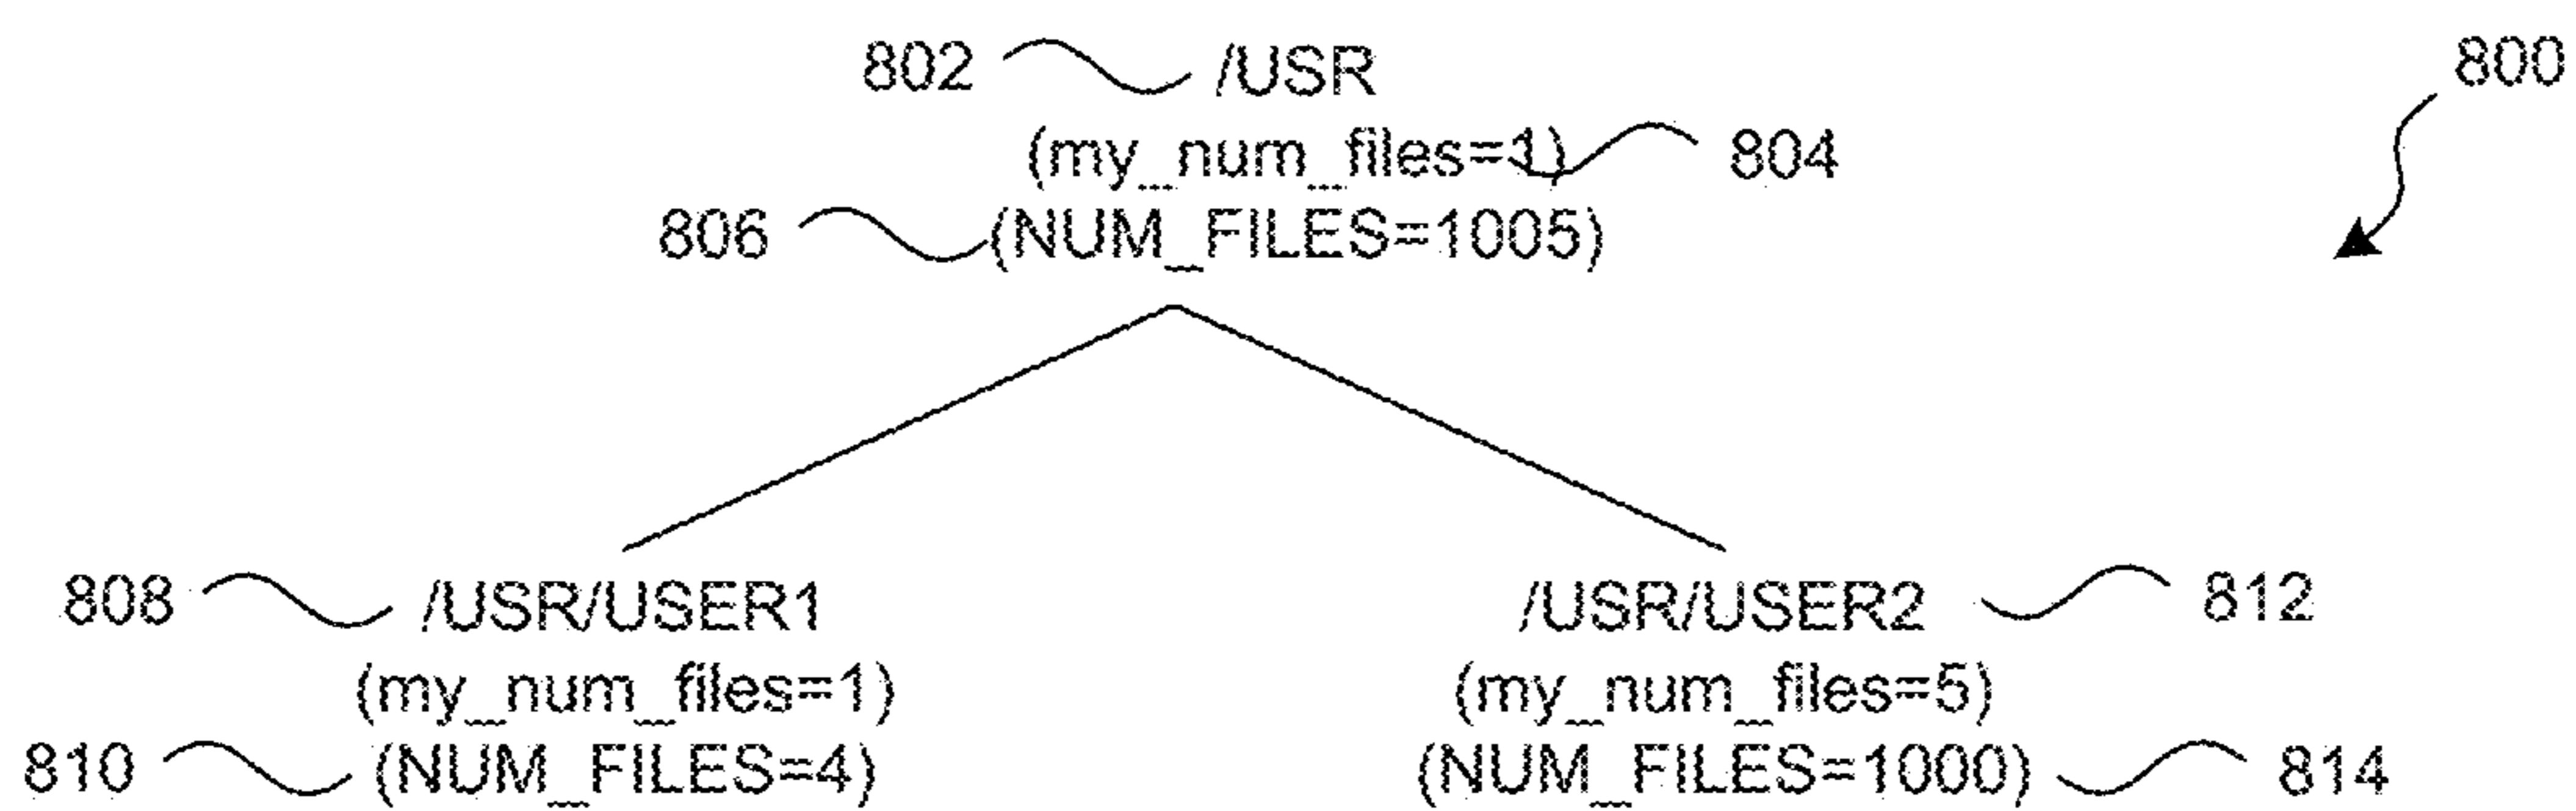 802 /USR 800
(my_num_files=1) 804
806 (NUM_FILES=1005)
808 /USR/USER1 /USR/USER2 812
(my_num_files=1) (my_num_files=5)
810 (NUM_FILES=4) (NUM_FILES=1000) 814